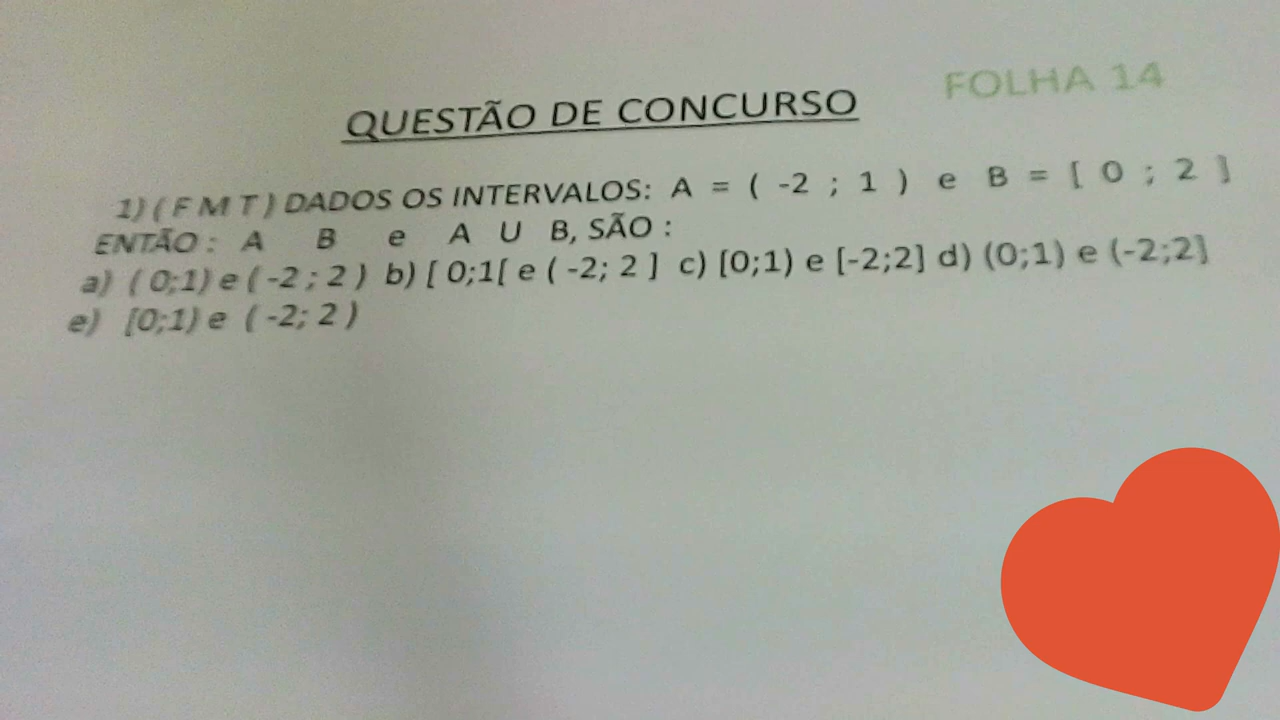 QUESTÃO DE CONCURSO FOLHA 14
1) ( F M T ) DADOS OS INTERVALOS: A = ( -2 ; 1 ) e B = [ 0 ; 2 ]
ENTÃO : A B e A U B, SÃO :
a) ( 0;1) e ( -2 ; 2 ) b) [ 0;1[ e ( -2; 2 ] c) [0;1) e [-2;2] d) (0;1) e (-2;2]
e) [0;1) e ( -2; 2 )